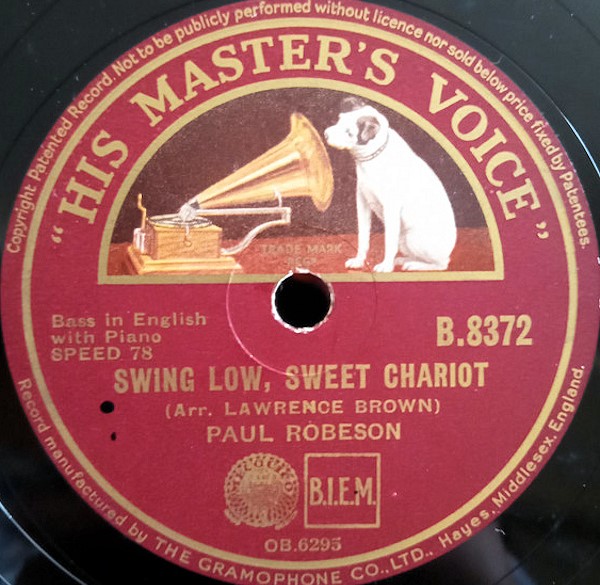 Copyright Patented Record. Not to be publicly performed without licence nor sold below price fixed by Patentees.
"HIS MASTER'S VOICE"
TRADE MARK
REGD
Bass in English
with Piano
SPEED 78
B.8372
SWING LOW, SWEET CHARIOT
(Arr. LAWRENCE BROWN)
PAUL ROBESON
B.I.E.M.
OB.6295
Record manufactured by THE GRAMOPHONE CO., LTD., Hayes, Middlesex, England.